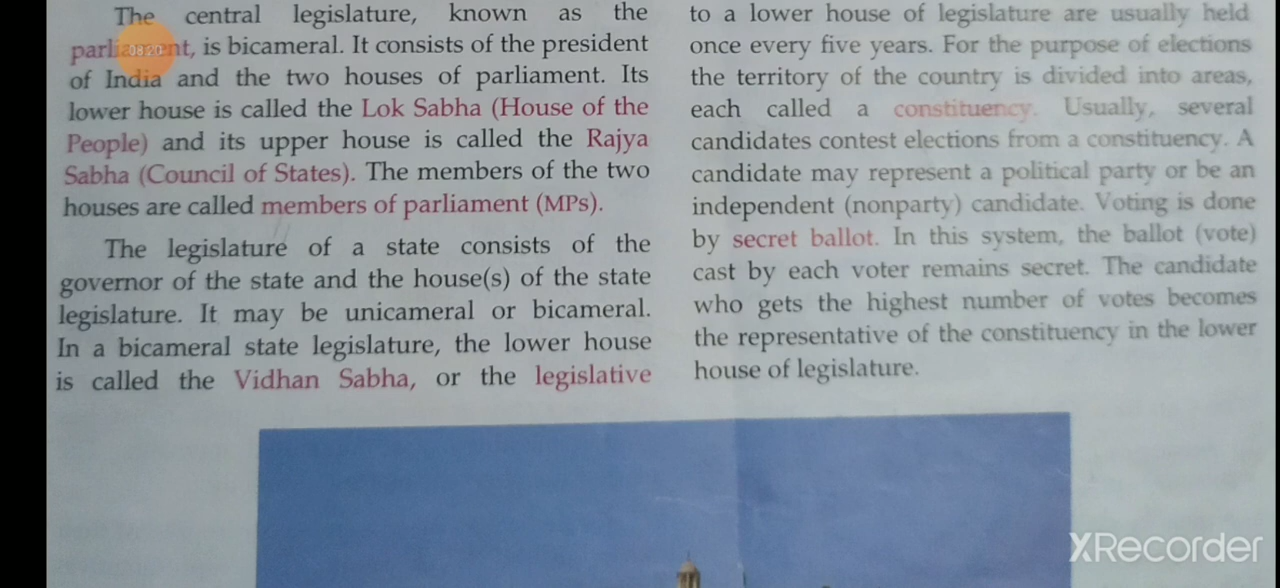 The central legislature, known as the
parliament, is bicameral. It consists of the president
of India and the two houses of parliament. Its
lower house is called the Lok Sabha (House of the
People) and its upper house is called the Rajya
Sabha (Council of States). The members of the two
houses are called members of parliament (MPs).
The legislature of a state consists of the
governor of the state and the house(s) of the state
legislature. It may be unicameral or bicameral.
In a bicameral state legislature, the lower house
is called the Vidhan Sabha, or the legislative
to a lower house of legislature are usually held
once every five years. For the purpose of elections
the territory of the country is divided into areas,
each called a constituency. Usually, several
candidates contest elections from a constituency. A
candidate may represent a political party or be an
independent (nonparty) candidate. Voting is done
by secret ballot. In this system, the ballot (vote)
cast by each voter remains secret. The candidate
who gets the highest number of votes becomes
the representative of the constituency in the lower
house of legislature.
08:20
XRecorder